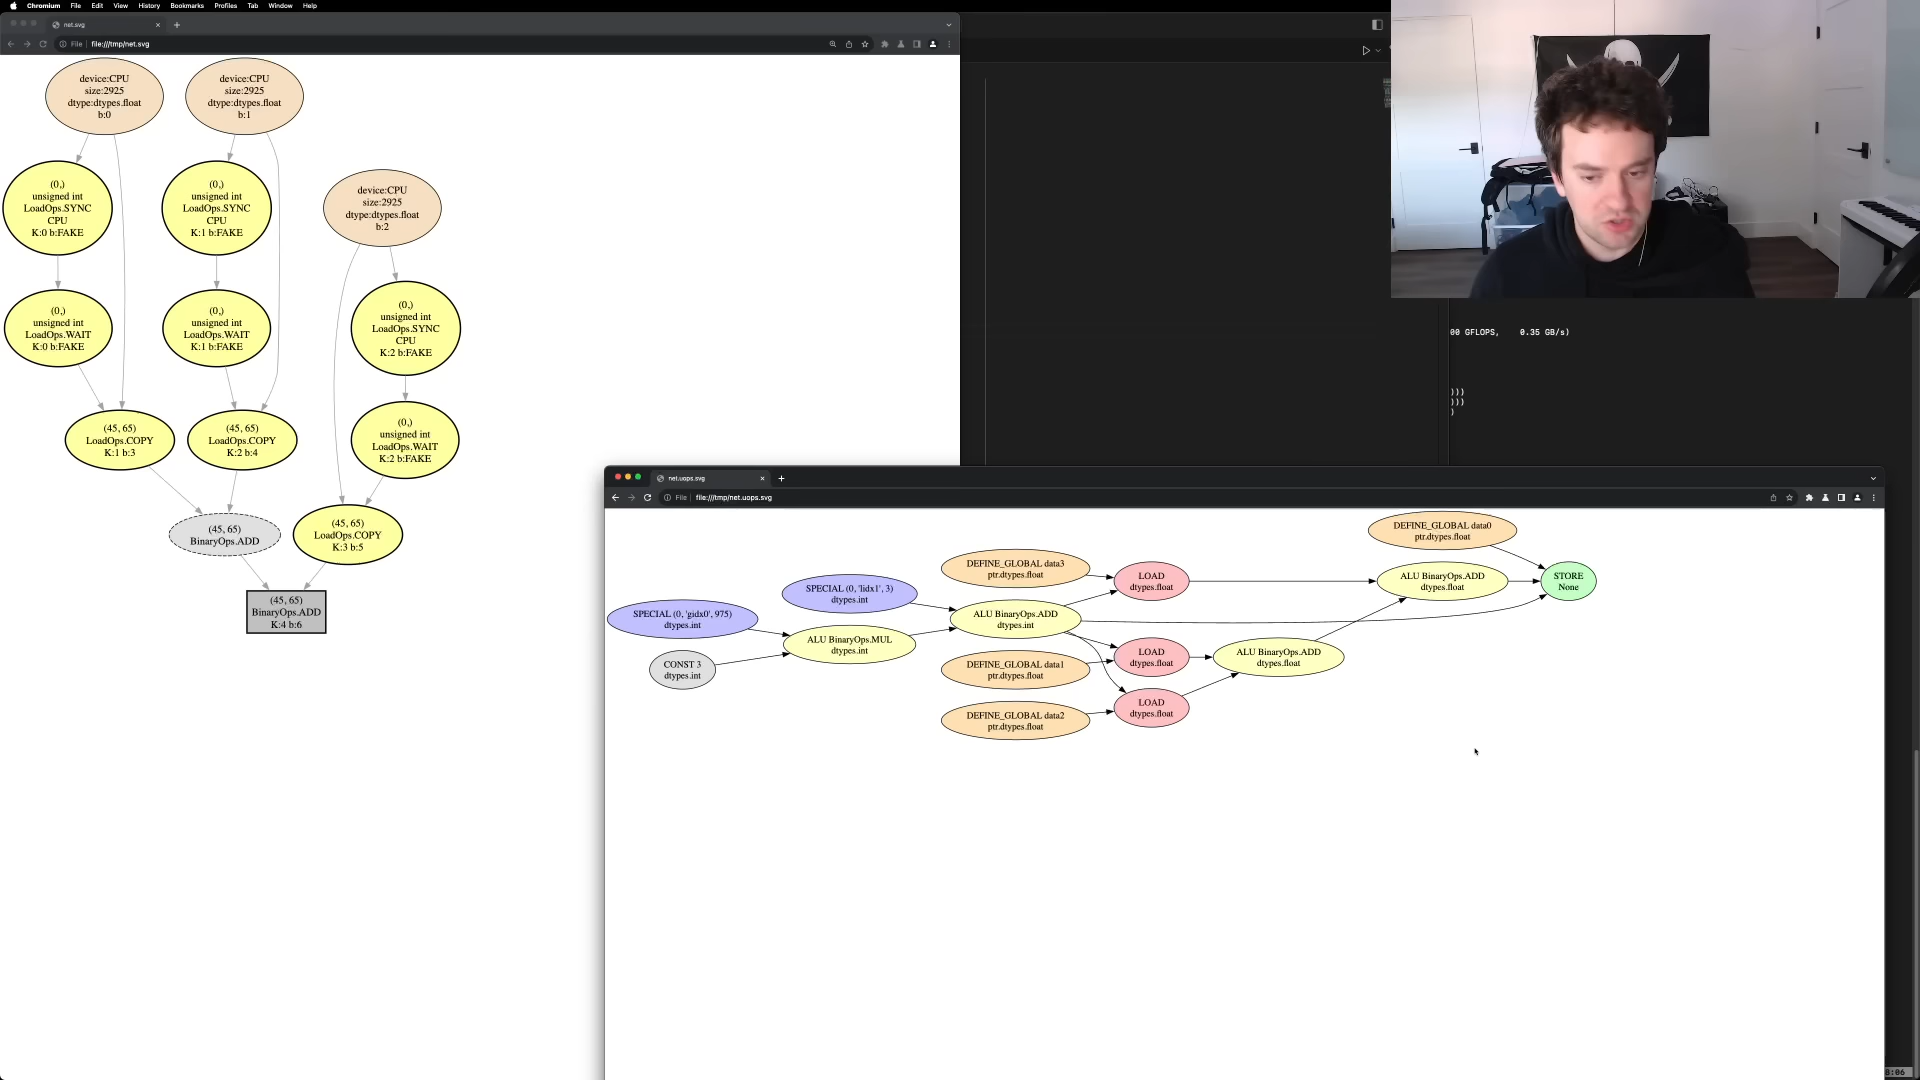 Chromium File Edit View History Bookmarks Profiles Tab Window Help
net.svg
File file:///tmp/net.svg
device:CPU
size:2925
dtype:dtypes.float
b:0
device:CPU
size:2925
dtype:dtypes.float
b:1
(0,)
unsigned int
LoadOps.SYNC
CPU
K:0 b:FAKE
(0,)
unsigned int
LoadOps.SYNC
CPU
K:1 b:FAKE
device:CPU
size:2925
dtype:dtypes.float
b:2
(0,)
unsigned int
LoadOps.WAIT
K:0 b:FAKE
(0,)
unsigned int
LoadOps.WAIT
K:1 b:FAKE
(0,)
unsigned int
LoadOps.SYNC
CPU
K:2 b:FAKE
(45, 65)
LoadOps.COPY
K:1 b:3
(45, 65)
LoadOps.COPY
K:2 b:4
(0,)
unsigned int
LoadOps.WAIT
K:2 b:FAKE
(45, 65)
BinaryOps.ADD
(45, 65)
LoadOps.COPY
K:3 b:5
(45, 65)
BinaryOps.ADD
K:4 b:6
00 GFLOPS, 0.35 GB/s)
)))
)))
)
net.uops.svg
File file:///tmp/net.uops.svg
DEFINE_GLOBAL data0
ptr.dtypes.float
DEFINE_GLOBAL data3
ptr.dtypes.float
LOAD
dtypes.float
ALU BinaryOps.ADD
dtypes.float
STORE
None
SPECIAL (0, 'lidx1', 3)
dtypes.int
SPECIAL (0, 'gidx0', 975)
dtypes.int
ALU BinaryOps.ADD
dtypes.int
ALU BinaryOps.MUL
dtypes.int
CONST 3
dtypes.int
DEFINE_GLOBAL data1
ptr.dtypes.float
LOAD
dtypes.float
ALU BinaryOps.ADD
dtypes.float
DEFINE_GLOBAL data2
ptr.dtypes.float
LOAD
dtypes.float